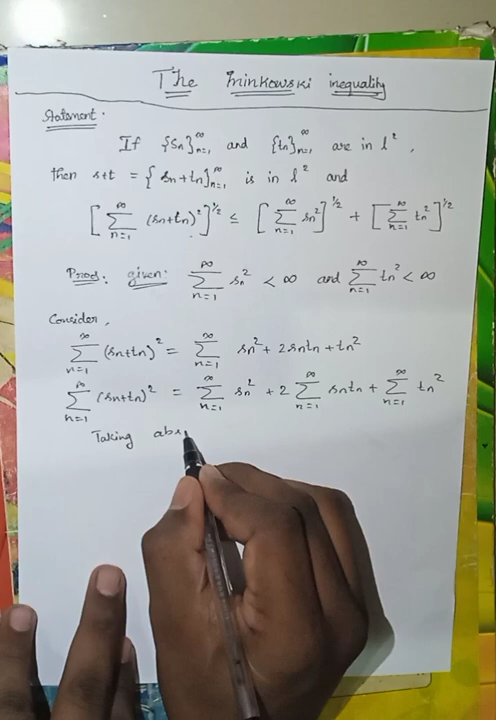 The Minkowski inequality
Statement:
If {Sn}∞n=1 and {tn}∞n=1 are in l²,
then s+t = {sn+tn}∞n=1 is in l² and
[∞∑n=1 (sn+tn)²]^1/2 ≤ [∞∑n=1 sn²]^1/2 + [∞∑n=1 tn²]^1/2
Proof: given: ∞∑n=1 sn² < ∞ and ∞∑n=1 tn² < ∞
Consider,
∞∑n=1 (sn+tn)² = ∞∑n=1 sn² + 2sntn + tn²
∞∑n=1 (sn+tn)² = ∞∑n=1 sn² + 2 ∞∑n=1 sntn + ∞∑n=1 tn²
Taking abs